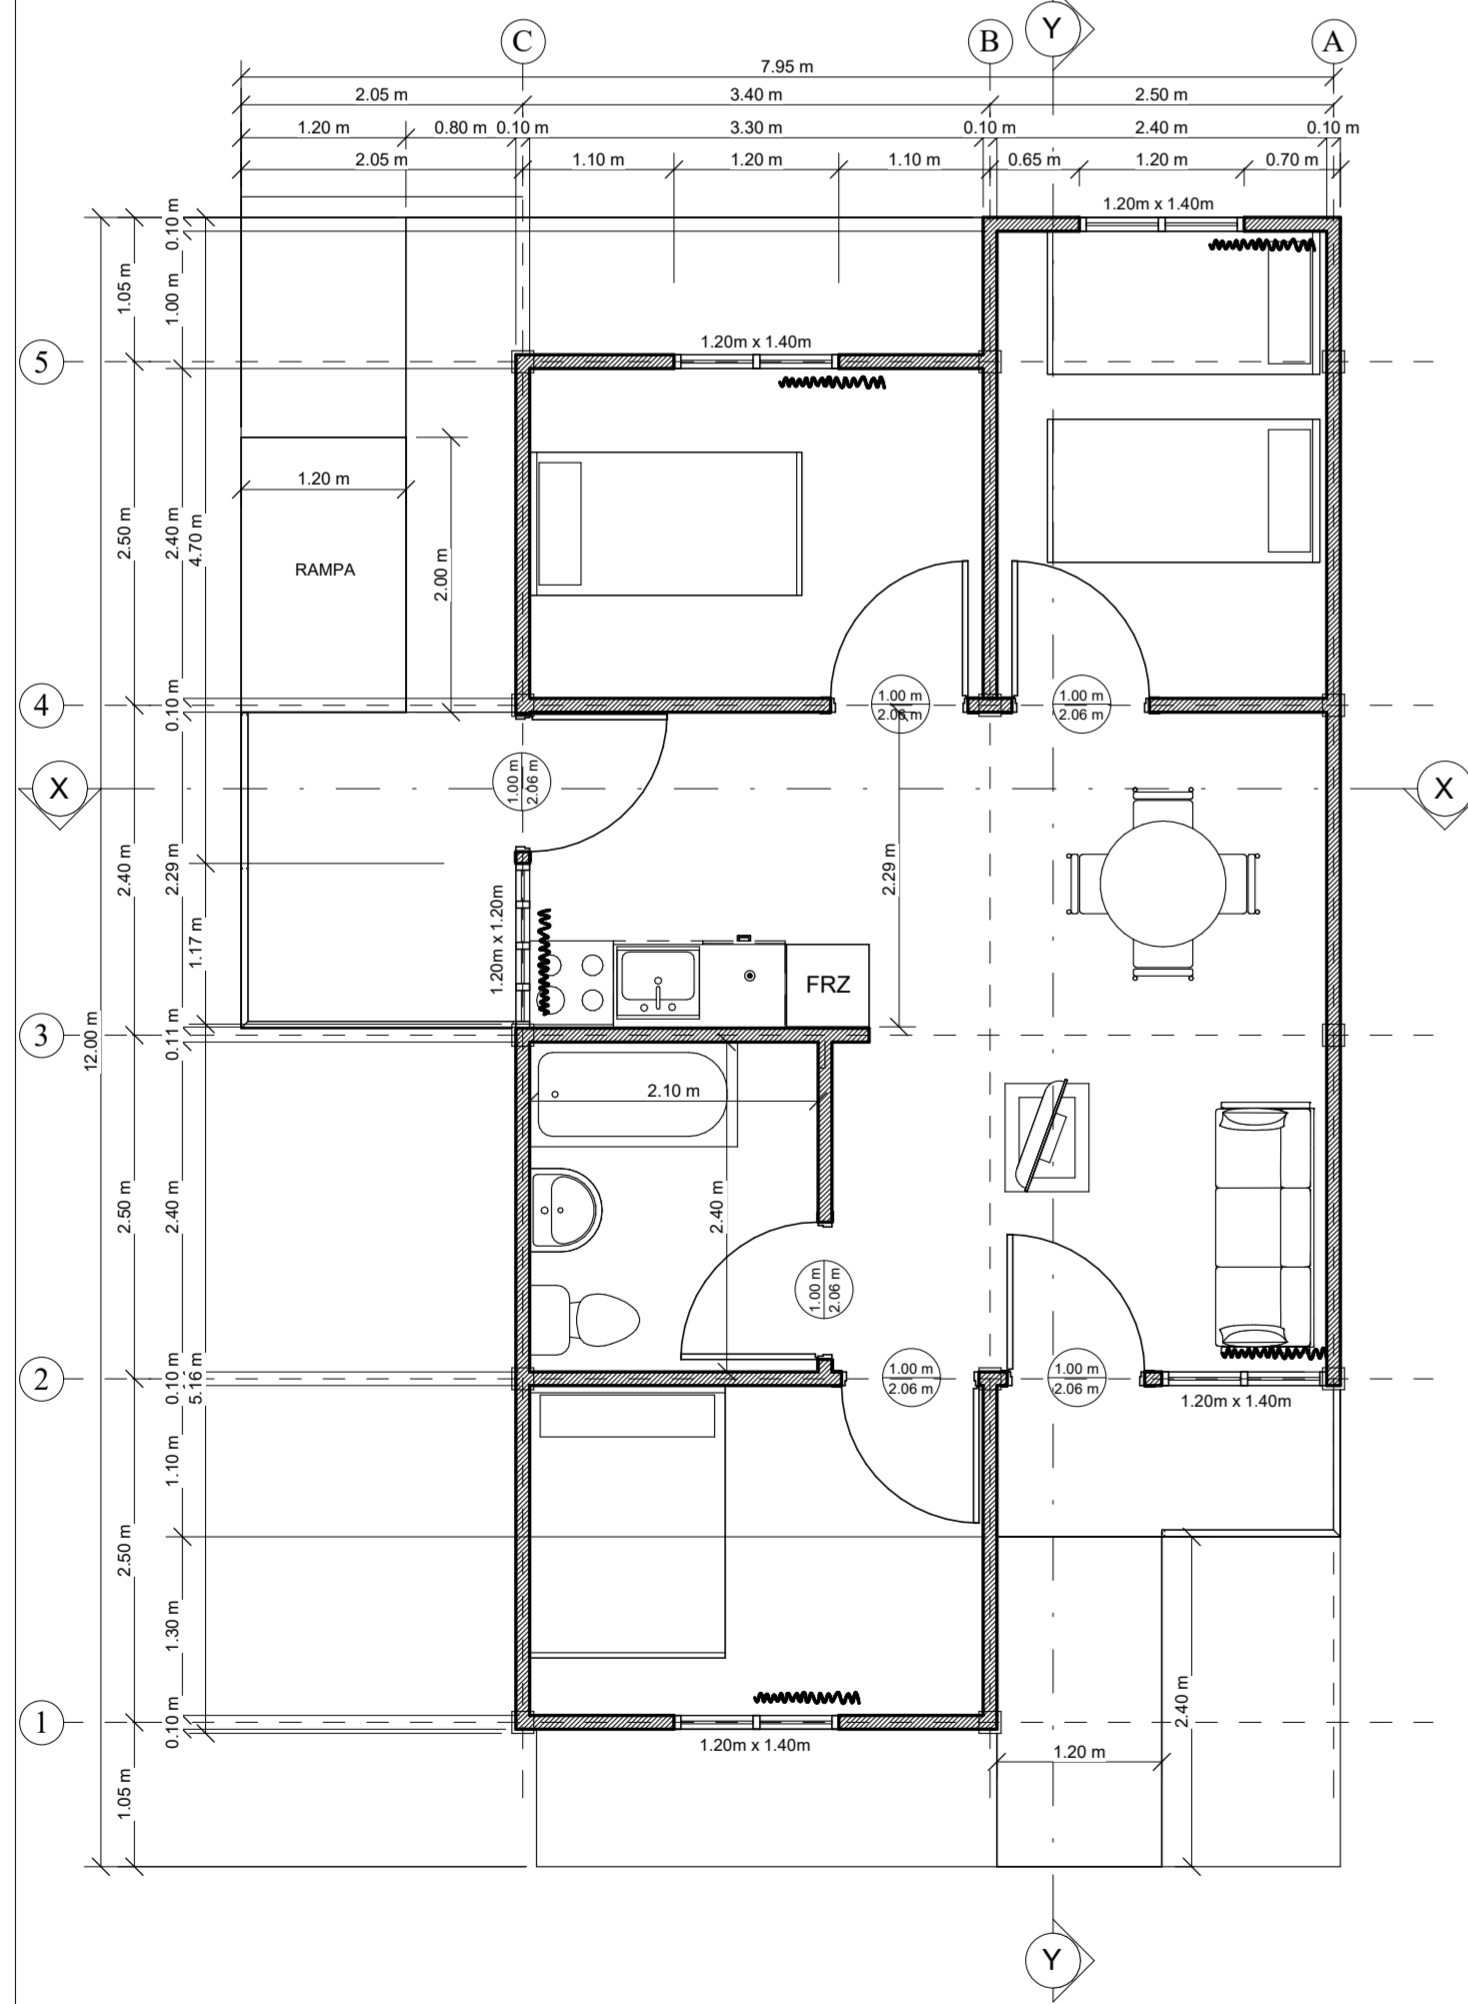 C
B
Y
A
7.95 m
2.05 m
3.40 m
2.50 m
1.20 m
0.80 m
0.10 m
3.30 m
0.10 m
2.40 m
0.10 m
2.05 m
1.10 m
1.20 m
1.10 m
0.65 m
1.20 m
0.70 m
1.20m x 1.40m
0.10 m
1.05 m
1.00 m
5
1.20m x 1.40m
1.20 m
2.50 m
2.40 m
4.70 m
RAMPA
2.00 m
4
0.10 m
1.00 m
2.06 m
1.00 m
2.06 m
X
1.00 m
2.06 m
X
2.40 m
2.29 m
1.17 m
1.20m x 1.20m
2.29 m
FRZ
3
0.11 m
12.00 m
2.10 m
2.50 m
2.40 m
2.40 m
1.00 m
2.06 m
2
0.10 m
5.16 m
1.00 m
2.06 m
1.00 m
2.06 m
1.20m x 1.40m
1.10 m
2.50 m
1.30 m
1
0.10 m
1.20m x 1.40m
2.40 m
1.20 m
1.05 m
Y